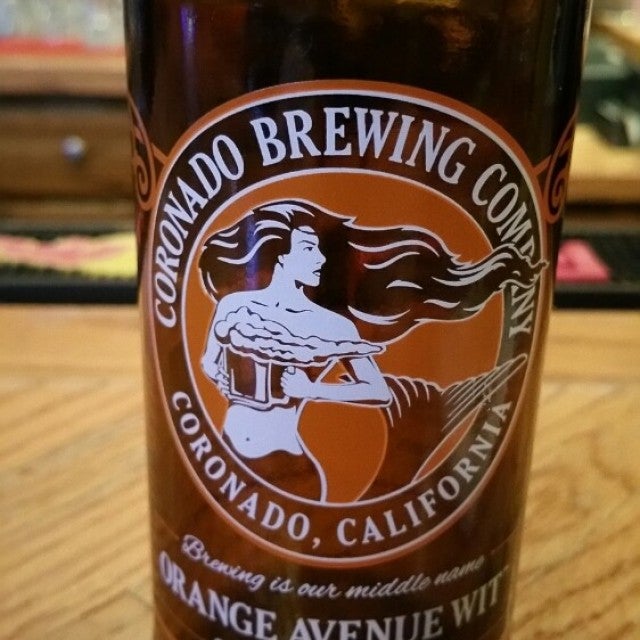 CORONADO BREWING COMPANY
CORONADO, CALIFORNIA
Brewing is our middle name
ORANGE AVENUE WIT